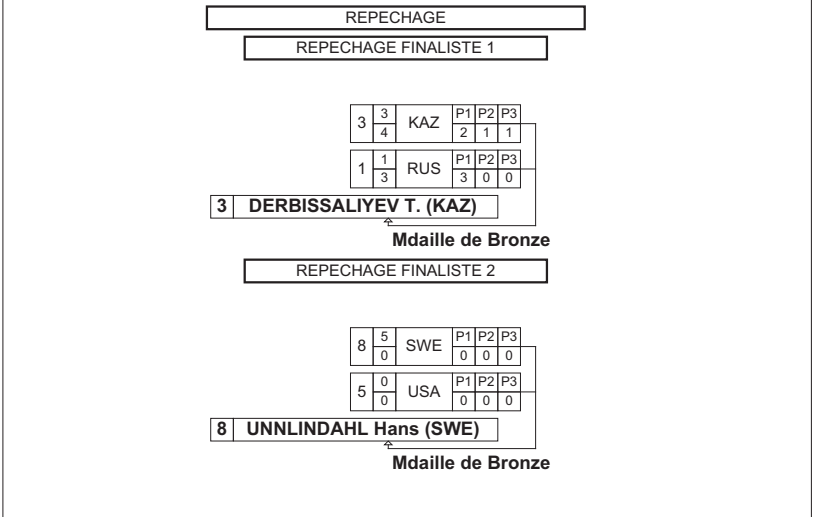 REPECHAGE
REPECHAGE FINALISTE 1
3 3 KAZ P1 P2 P3
4 2 1 1
1 1 RUS P1 P2 P3
3 3 0 0
3 DERBISSALIYEV T. (KAZ)
Mdaille de Bronze
REPECHAGE FINALISTE 2
8 5 SWE P1 P2 P3
0 0 0 0
5 0 USA P1 P2 P3
0 0 0 0
8 UNNLINDAHL Hans (SWE)
Mdaille de Bronze